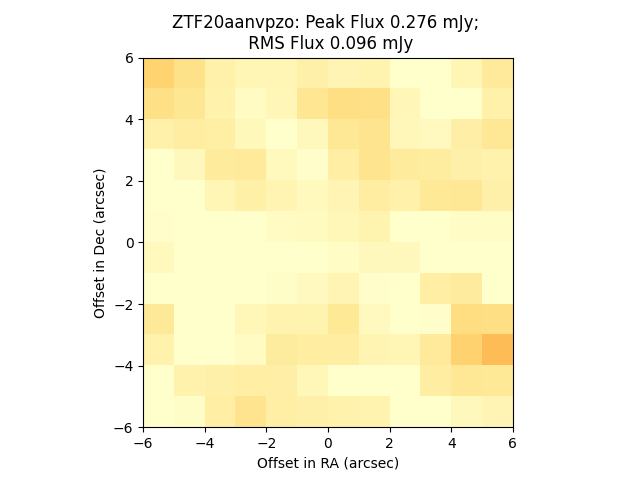 ZTF20aanvpzo: Peak Flux 0.276 mJy;
RMS Flux 0.096 mJy
6
4
2
0
−2
−4
−6
Offset in Dec (arcsec)
−6 −4 −2 0 2 4 6
Offset in RA (arcsec)